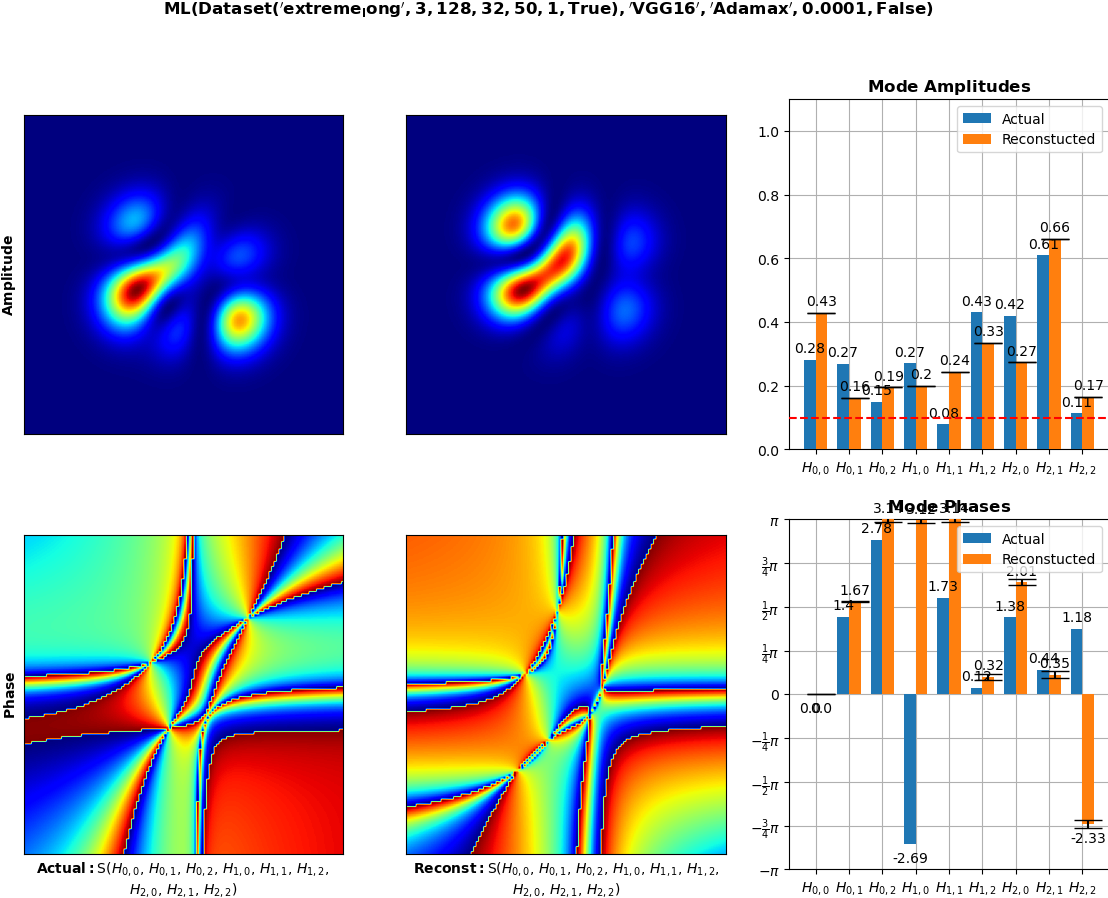 ML(Dataset('extreme_long', 3, 128, 32, 50, 1, True), 'VGG16', 'Adamax', 0.0001, False)
Mode Amplitudes
Actual
Reconstucted
1.0
0.8
0.6
0.4
0.2
0.0
0.28 0.43
0.27 0.16
0.15 0.19
0.27 0.2
0.08 0.24
0.43 0.33
0.42 0.27
0.61 0.66
0.11 0.17
H0,0 H0,1 H0,2 H1,0 H1,1 H1,2 H2,0 H2,1 H2,2
Amplitude
Mode Phases
Actual
Reconstucted
π
3/4π
1/2π
1/4π
0
−1/4π
−1/2π
−3/4π
−π
0.0 0.0
1.4 1.67
2.78
-2.69 3.12
1.73 3.14
0.32
1.38 2.01
0.44 0.35
1.18 -2.33
H0,0 H0,1 H0,2 H1,0 H1,1 H1,2 H2,0 H2,1 H2,2
Phase
Actual: S(H0,0, H0,1, H0,2, H1,0, H1,1, H1,2,
H2,0, H2,1, H2,2)
Reconst: S(H0,0, H0,1, H0,2, H1,0, H1,1, H1,2,
H2,0, H2,1, H2,2)